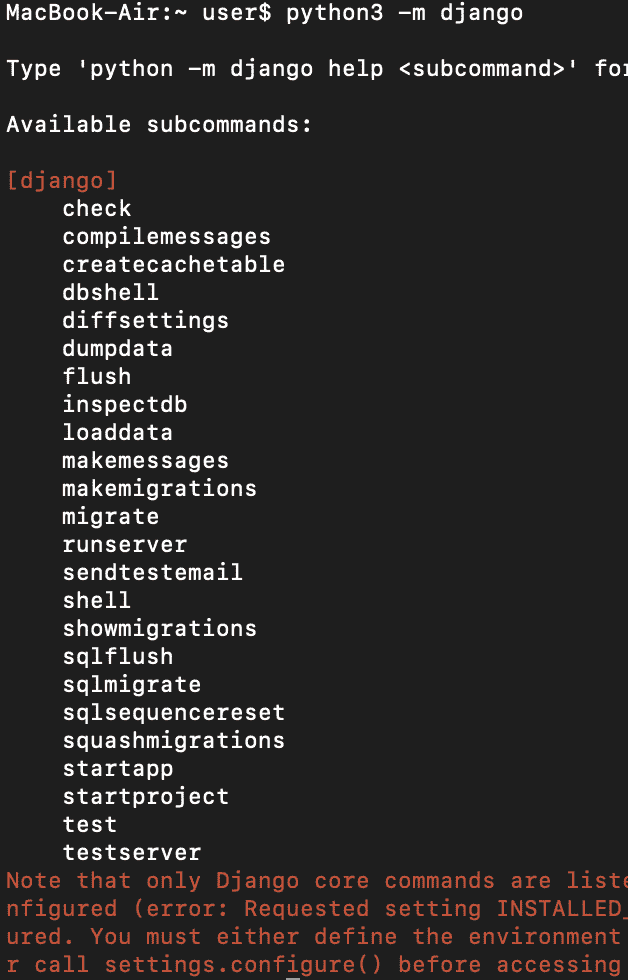 MacBook-Air:~ user$ python3 -m django
Type 'python -m django help <subcommand>' for
Available subcommands:
[django]
check
compilemessages
createcachetable
dbshell
diffsettings
dumpdata
flush
inspectdb
loaddata
makemessages
makemigrations
migrate
runserver
sendtestemail
shell
showmigrations
sqlflush
sqlmigrate
sqlsequencereset
squashmigrations
startapp
startproject
test
testserver
Note that only Django core commands are liste
nfigured (error: Requested setting INSTALLED_
ured. You must either define the environment
r call settings.configure() before accessing